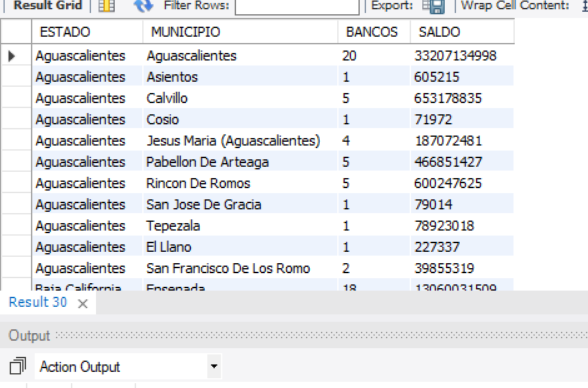 Result Grid Filter Rows: Export: Wrap Cell Content:
ESTADO MUNICIPIO BANCOS SALDO
Aguascalientes Aguascalientes 20 33207134998
Aguascalientes Asientos 1 605215
Aguascalientes Calvillo 5 653178835
Aguascalientes Cosio 1 71972
Aguascalientes Jesus Maria (Aguascalientes) 4 187072481
Aguascalientes Pabellon De Arteaga 5 466851427
Aguascalientes Rincon De Romos 5 600247625
Aguascalientes San Jose De Gracia 1 79014
Aguascalientes Tepezala 1 78923018
Aguascalientes El Llano 1 227337
Aguascalientes San Francisco De Los Romo 2 39855319
Baja California Ensenada 18 13060031509
Result 30
Output
Action Output